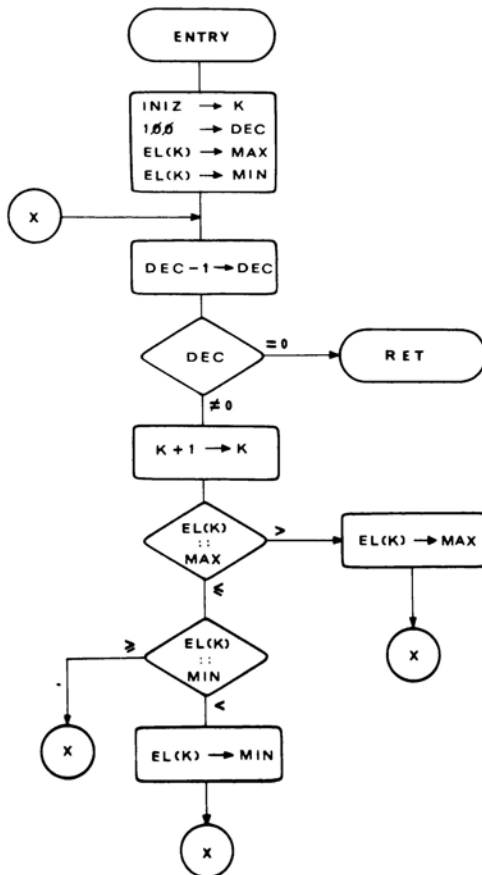 ENTRY
INIZ → K
100 → DEC
EL(K) → MAX
EL(K) → MIN
X
DEC-1 → DEC
DEC
=0
RET
≠0
K+1 → K
EL(K)
::
MAX
>
EL(K) → MAX
≤
X
EL(K)
::
MIN
≥
<
X
EL(K) → MIN
X